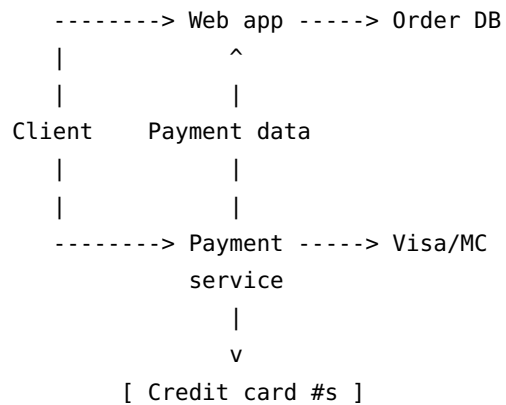 --------> Web app -----> Order DB
| ^
| |
Client Payment data
| |
| |
--------> Payment -----> Visa/MC
service
|
v
[ Credit card #s ]